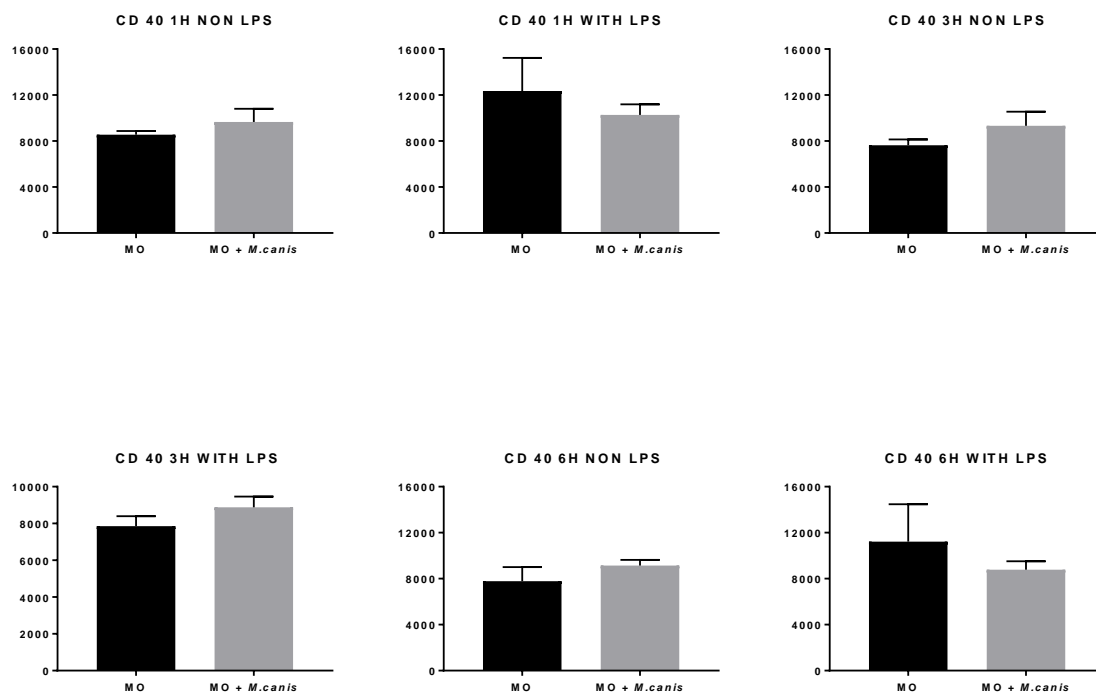 CD 40 1H NON LPS
16000
12000
8000
4000
0
MO
MO + M.canis
CD 40 1H WITH LPS
16000
12000
8000
4000
0
MO
MO + M.canis
CD 40 3H NON LPS
16000
12000
8000
4000
0
MO
MO + M.canis
CD 40 3H WITH LPS
10000
8000
6000
4000
2000
0
MO
MO + M.canis
CD 40 6H NON LPS
16000
12000
8000
4000
0
MO
MO + M.canis
CD 40 6H WITH LPS
16000
12000
8000
4000
0
MO
MO + M.canis